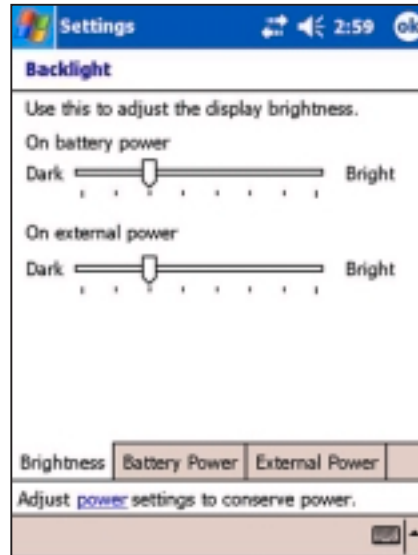 Settings 2:59 ok
Backlight
Use this to adjust the display brightness.
On battery power
Dark Bright
On external power
Dark Bright
Brightness Battery Power External Power
Adjust power settings to conserve power.